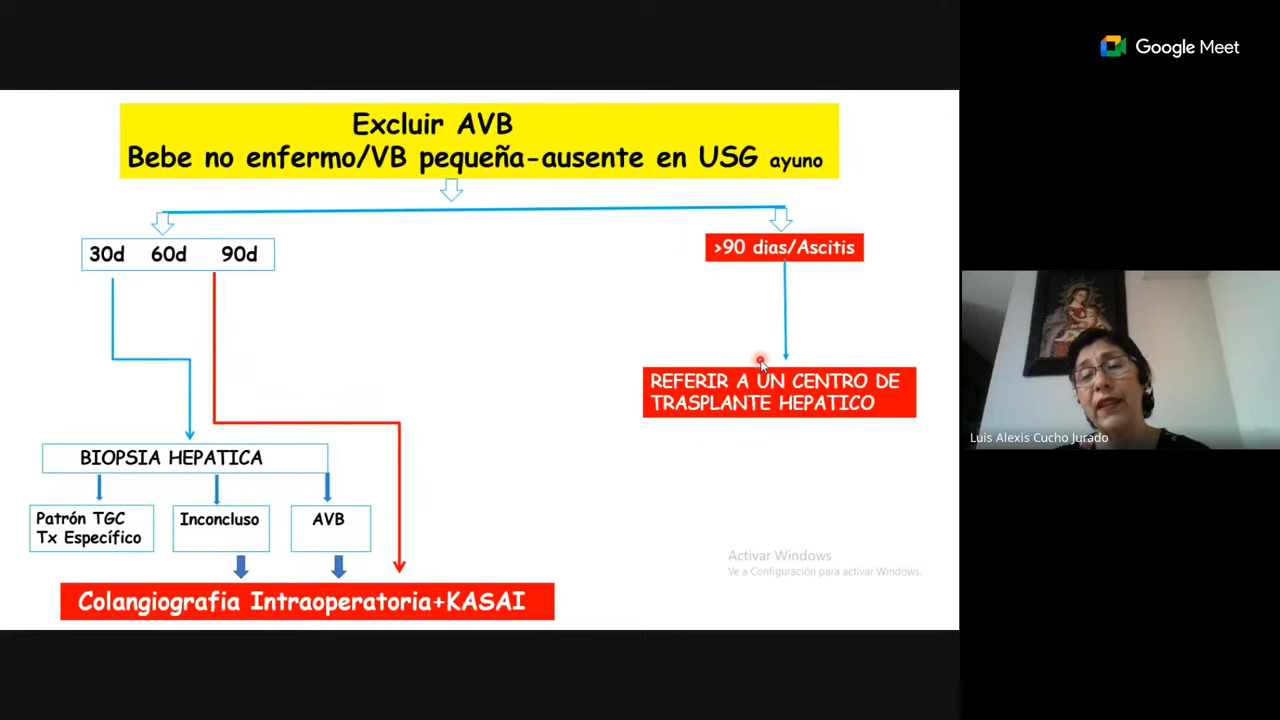 Google Meet
Excluir AVB
Bebe no enfermo/VB pequeña-ausente en USG ayuno
30d 60d 90d
>90 dias/Ascitis
REFERIR A UN CENTRO DE
TRASPLANTE HEPATICO
BIOPSIA HEPATICA
Patrón TGC
Tx Específico
Inconcluso
AVB
Colangiografia Intraoperatoria+KASAI
Activar Windows
Ve a Configuración para activar Windows.
Luis Alexis Cucho Jurado